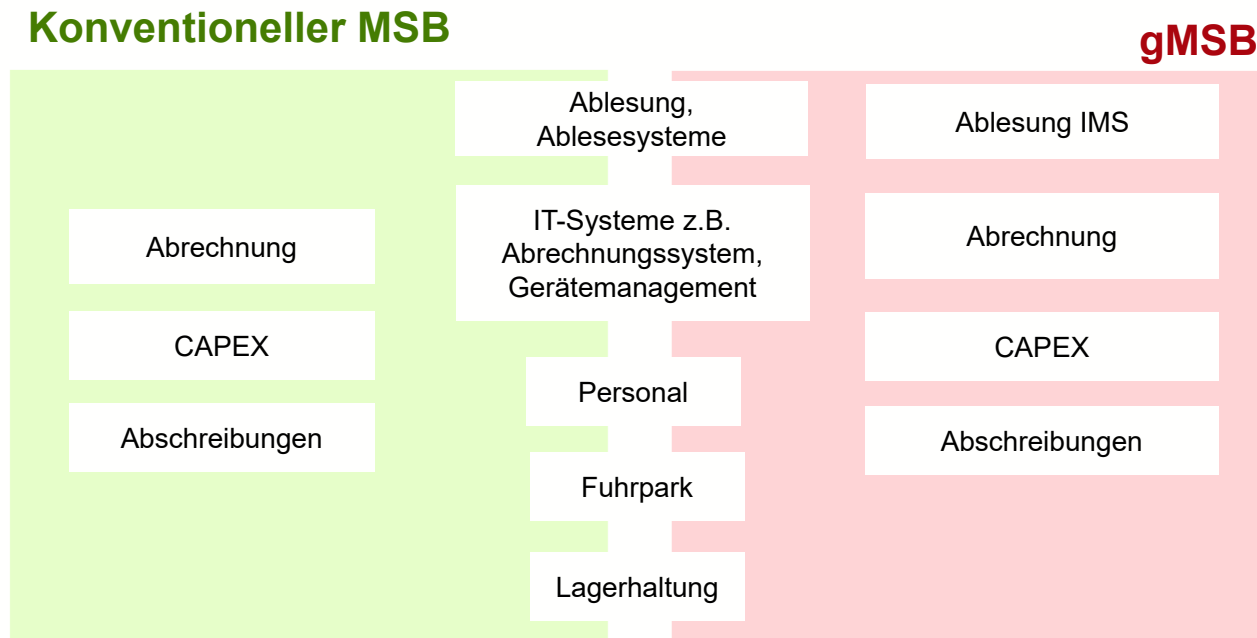 Konventioneller MSB
gMSB
Ablesung,
Ablesesysteme
Ablesung IMS
Abrechnung
IT-Systeme z.B.
Abrechnungssystem,
Gerätemanagement
Abrechnung
CAPEX
CAPEX
Personal
Abschreibungen
Abschreibungen
Fuhrpark
Lagerhaltung